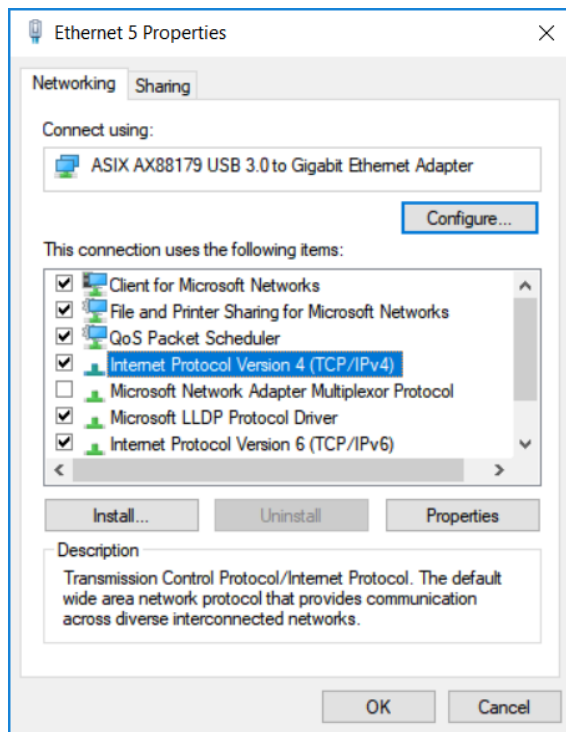 Ethernet 5 Properties
Networking
Sharing
Connect using:
ASIX AX88179 USB 3.0 to Gigabit Ethernet Adapter
Configure...
This connection uses the following items:
Client for Microsoft Networks
File and Printer Sharing for Microsoft Networks
QoS Packet Scheduler
Internet Protocol Version 4 (TCP/IPv4)
Microsoft Network Adapter Multiplexor Protocol
Microsoft LLDP Protocol Driver
Internet Protocol Version 6 (TCP/IPv6)
Install...
Uninstall
Properties
Description
Transmission Control Protocol/Internet Protocol. The default
wide area network protocol that provides communication
across diverse interconnected networks.
OK
Cancel